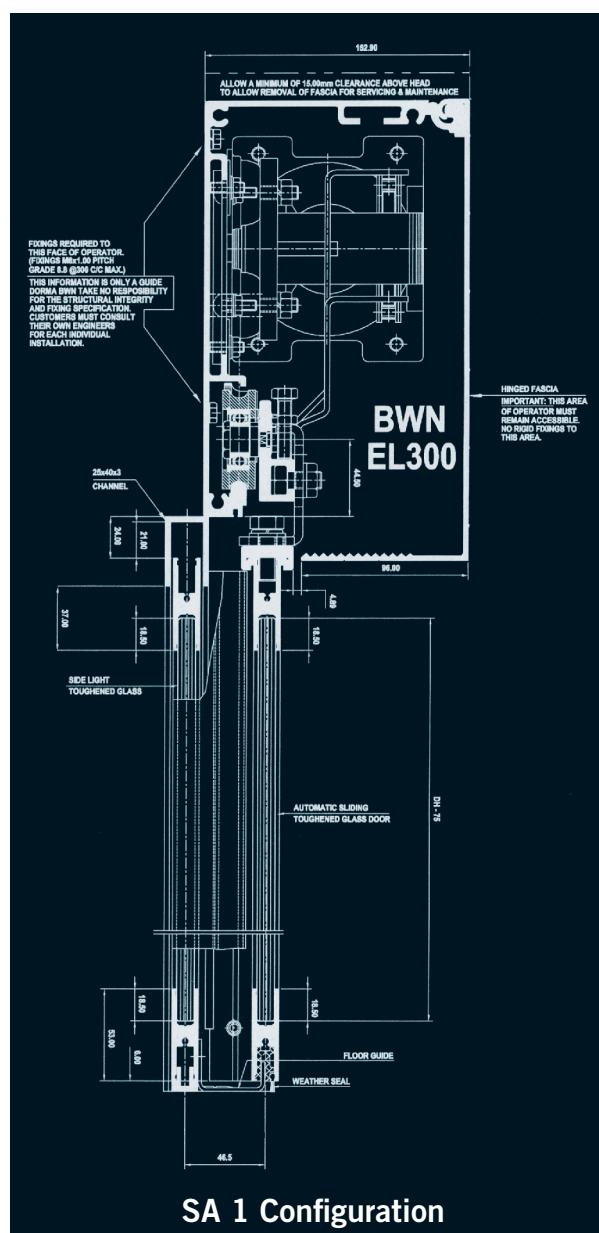 152.90
ALLOW A MINIMUM OF 15.00mm CLEARANCE ABOVE HEAD
TO ALLOW REMOVAL OF FASCIA FOR SERVICING & MAINTENANCE
FIXINGS REQUIRED TO
THIS FACE OF OPERATOR.
(FIXINGS M8x1.00 PITCH
GRADE 8.8 @300 C/C MAX.)
THIS INFORMATION IS ONLY A GUIDE
DORMA BWN TAKE NO RESPOSIBILITY
FOR THE STRUCTURAL INTEGRITY
AND FIXING SPECIFICATION.
CUSTOMERS MUST CONSULT
THEIR OWN ENGINEERS
FOR EACH INDIVIDUAL
INSTALLATION.
HINGED FASCIA
IMPORTANT: THIS AREA
OF OPERATOR MUST
REMAIN ACCESSIBLE.
NO RIGID FIXINGS TO
THIS AREA.
BWN
EL300
44.50
25x40x3
CHANNEL
24.00
21.00
96.00
4.89
37.00
18.50
18.50
SIDE LIGHT
TOUGHENED GLASS
DH - 75
AUTOMATIC SLIDING
TOUGHENED GLASS DOOR
18.50
18.50
53.00
6.00
FLOOR GUIDE
WEATHER SEAL
46.5
SA 1 Configuration